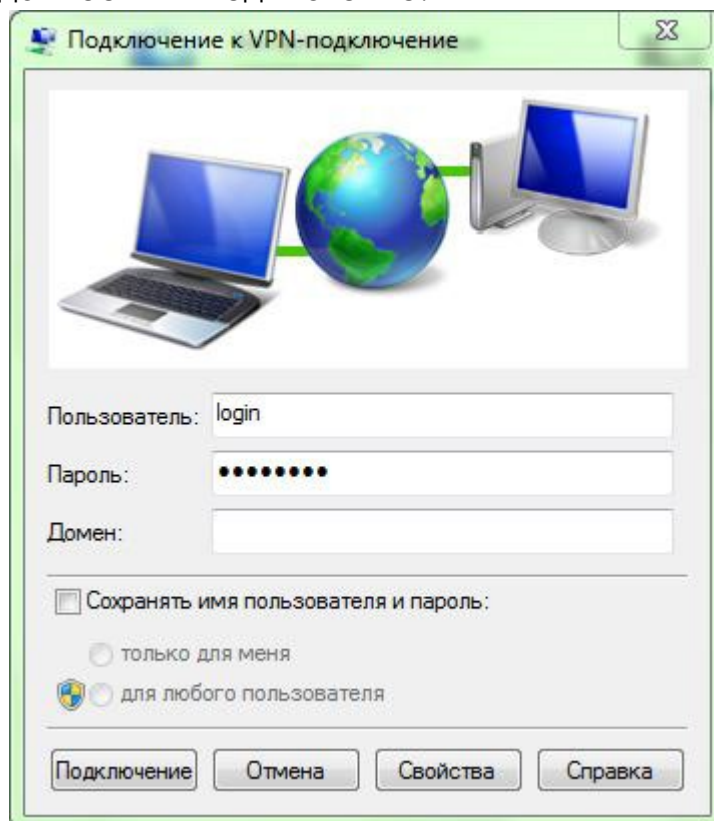 Подключение к VPN-подключение
Пользователь: login
Пароль: ••••••••
Домен:
Сохранять имя пользователя и пароль:
только для меня
для любого пользователя
Подключение Отмена Свойства Справка